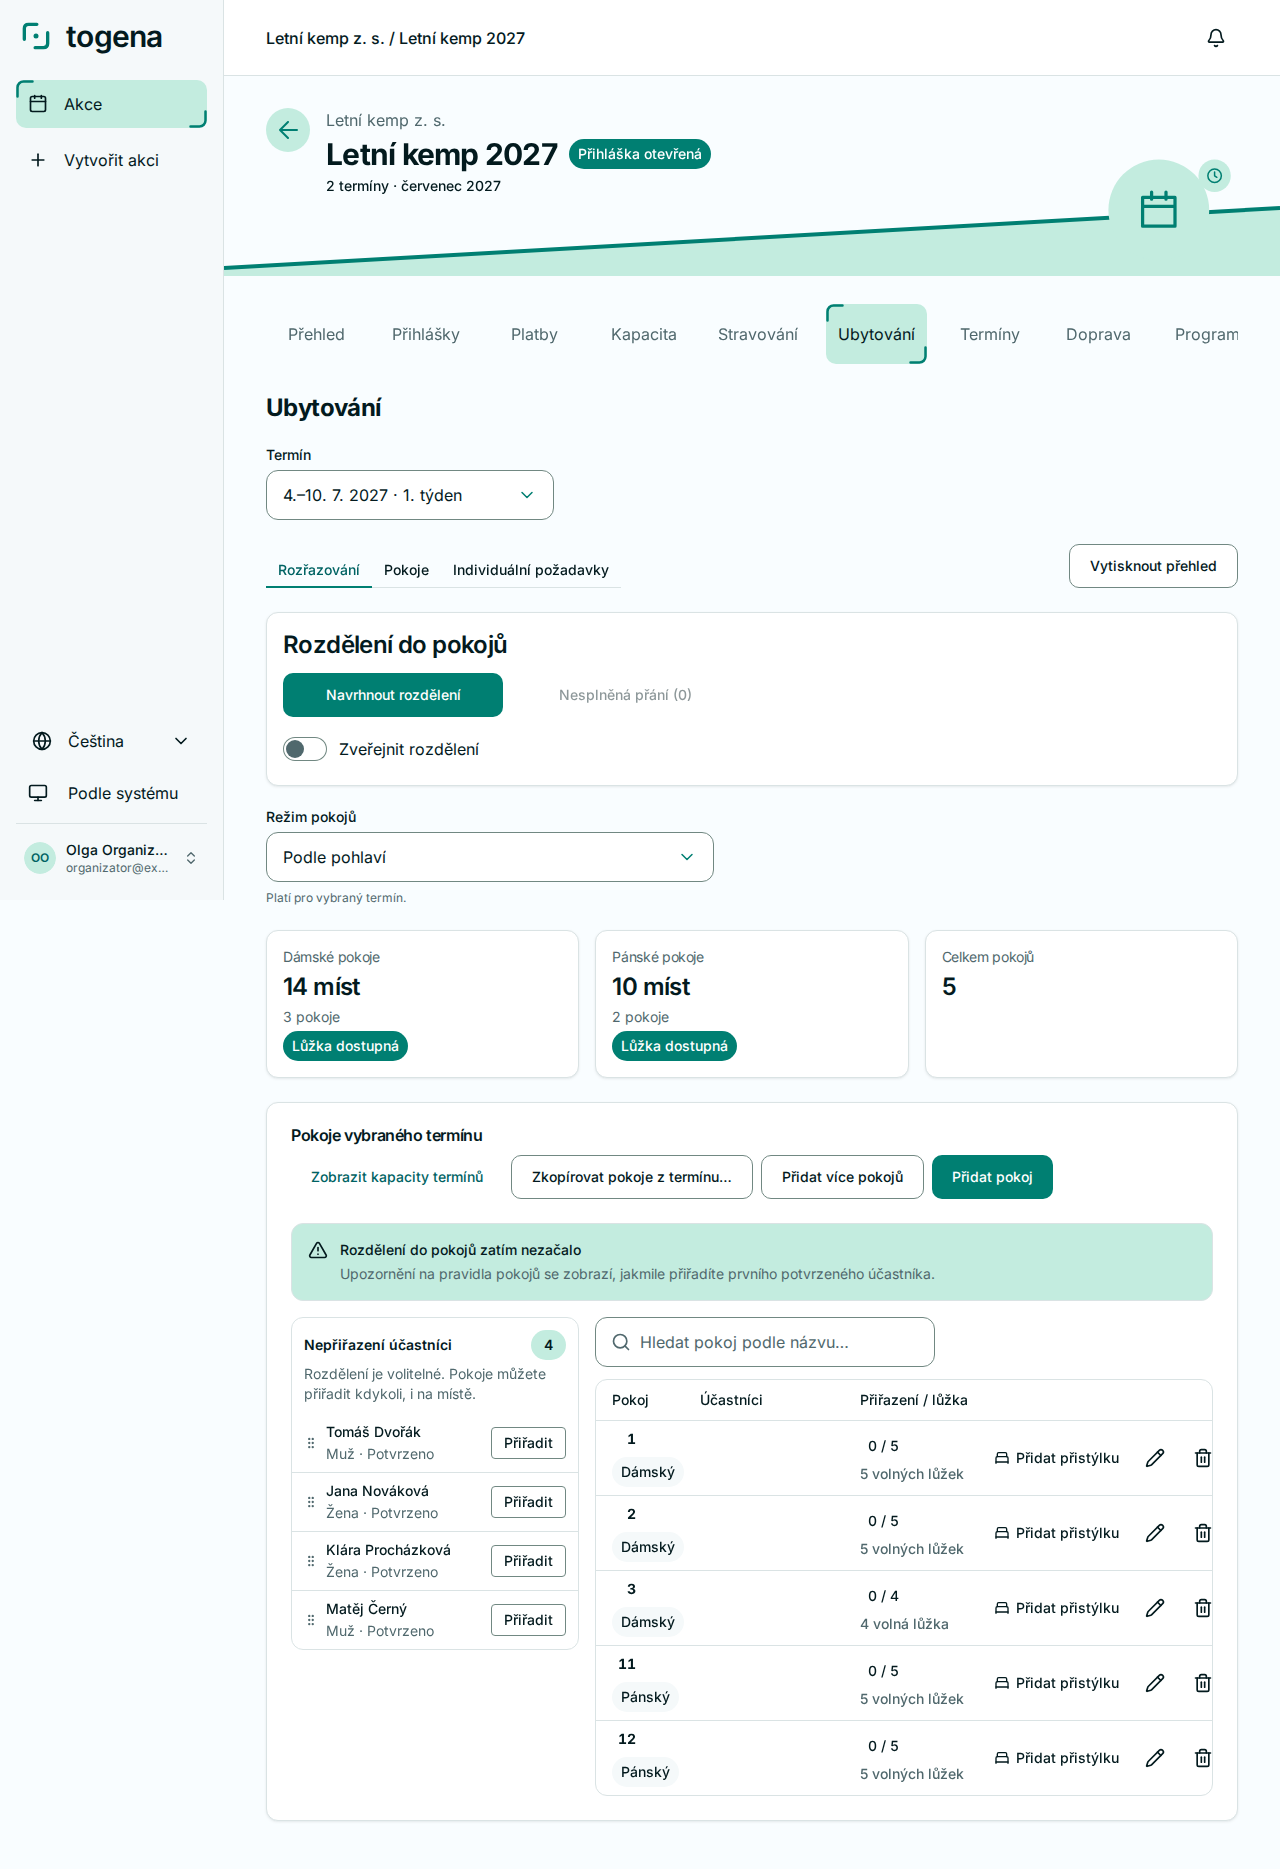 togena
Letní kemp z. s. / Letní kemp 2027
Akce
Vytvořit akci
Letní kemp z. s.
Letní kemp 2027
Přihláška otevřená
2 termíny · červenec 2027
Přehled
Přihlášky
Platby
Kapacita
Stravování
Ubytování
Termíny
Doprava
Program
Ubytování
Termín
4.–10. 7. 2027 · 1. týden
Rozřazování
Pokoje
Individuální požadavky
Vytisknout přehled
Rozdělení do pokojů
Navrhnout rozdělení
Nesplněná přání (0)
Zveřejnit rozdělení
Čeština
Podle systému
OO
Olga Organiz…
organizator@ex…
Režim pokojů
Podle pohlaví
Platí pro vybraný termín.
Dámské pokoje
14 míst
3 pokoje
Lůžka dostupná
Pánské pokoje
10 míst
2 pokoje
Lůžka dostupná
Celkem pokojů
5
Pokoje vybraného termínu
Zobrazit kapacity termínů
Zkopírovat pokoje z termínu…
Přidat více pokojů
Přidat pokoj
Rozdělení do pokojů zatím nezačalo
Upozornění na pravidla pokojů se zobrazí, jakmile přiřadíte prvního potvrzeného účastníka.
Nepřiřazení účastníci
4
Rozdělení je volitelné. Pokoje můžete
přiřadit kdykoli, i na místě.
Tomáš Dvořák
Muž · Potvrzeno
Přiřadit
Jana Nováková
Žena · Potvrzeno
Přiřadit
Klára Procházková
Žena · Potvrzeno
Přiřadit
Matěj Černý
Muž · Potvrzeno
Přiřadit
Hledat pokoj podle názvu…
Pokoj
Účastníci
Přiřazení / lůžka
1
Dámský
0 / 5
5 volných lůžek
Přidat přistýlku
2
Dámský
0 / 5
5 volných lůžek
Přidat přistýlku
3
Dámský
0 / 4
4 volná lůžka
Přidat přistýlku
11
Pánský
0 / 5
5 volných lůžek
Přidat přistýlku
12
Pánský
0 / 5
5 volných lůžek
Přidat přistýlku